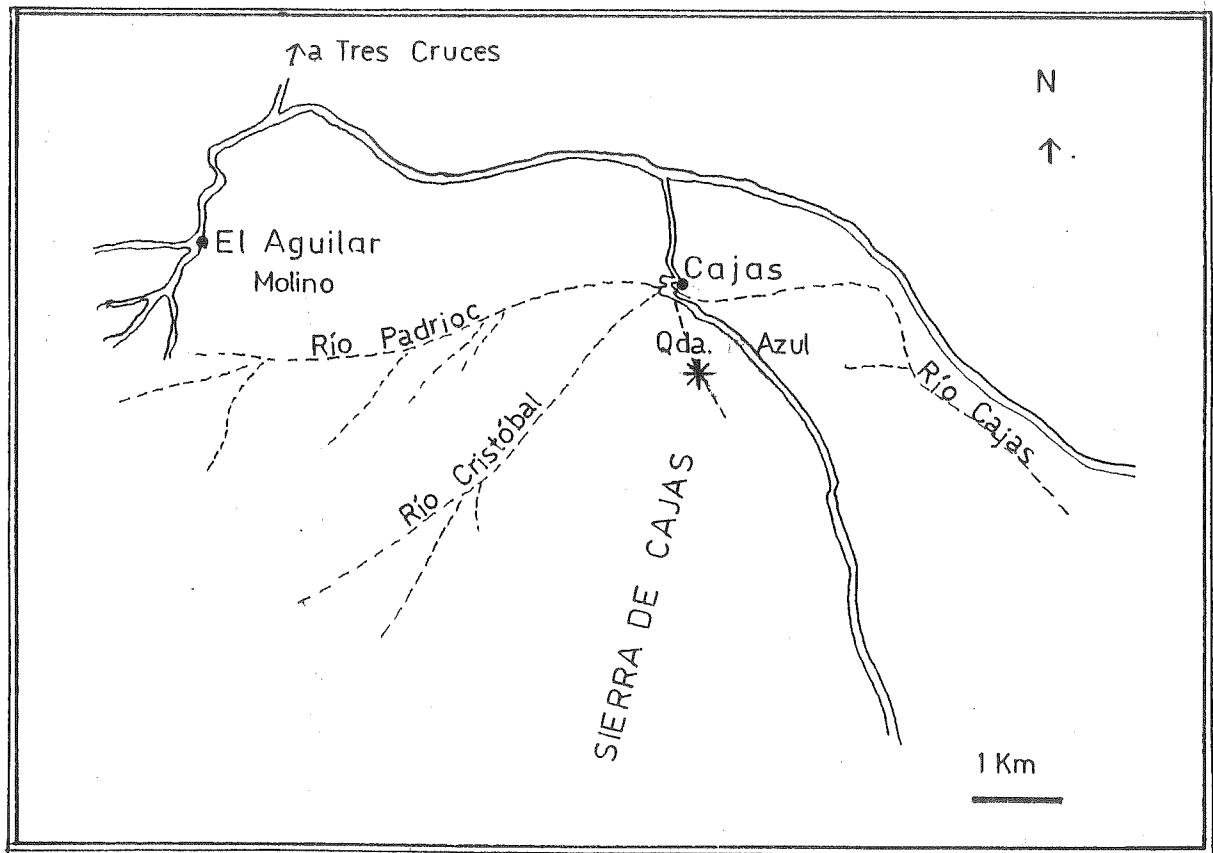 a Tres Cruces
N
El Aguilar
Molino
Cajas
Río Padrioc
Qda. Azul
Río Cajas
Río Cristóbal
SIERRA DE CAJAS
1 Km